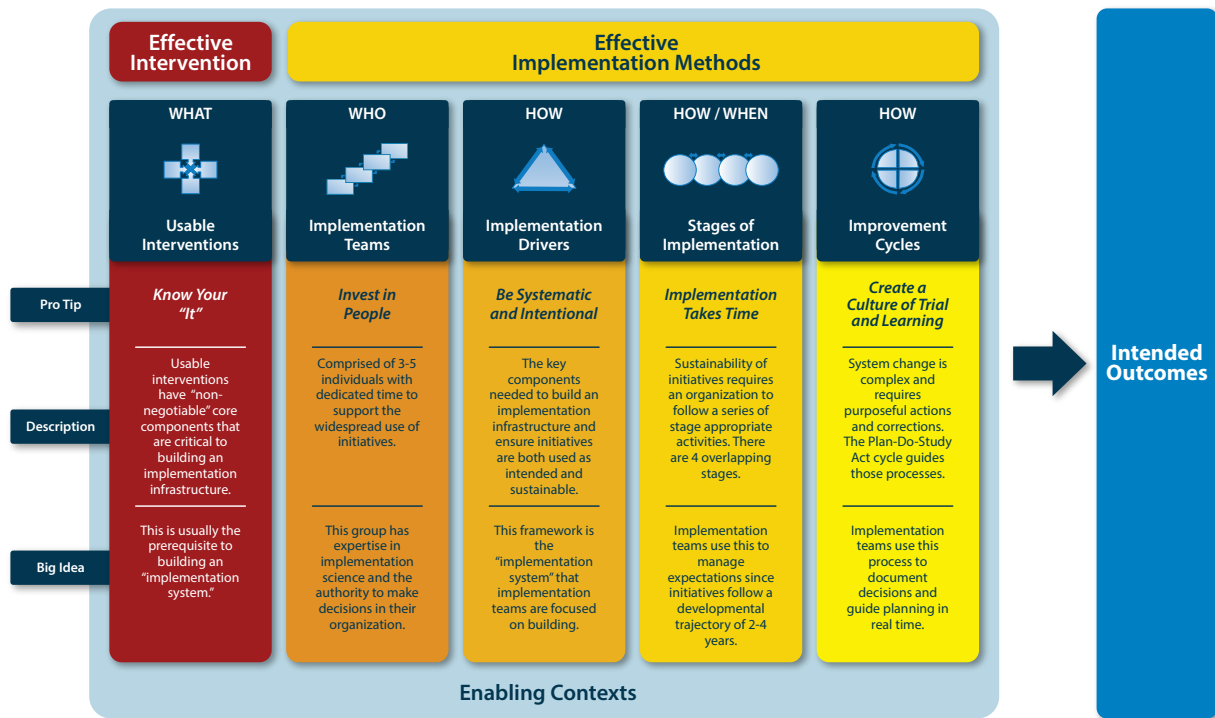 Effective
Intervention
Effective
Implementation Methods
WHAT
Usable
Interventions
WHO
Implementation
Teams
HOW
Implementation
Drivers
HOW / WHEN
Stages of
Implementation
HOW
Improvement
Cycles
Pro Tip
Know Your
"It"
Invest in
People
Be Systematic
and Intentional
Implementation
Takes Time
Create a
Culture of Trial
and Learning
Description
Usable
interventions
have “non-
negotiable” core
components that
are critical to
building an
implementation
infrastructure.
Comprised of 3-5
individuals with
dedicated time to
support the
widespread use of
initiatives.
The key
components
needed to build an
implementation
infrastructure and
ensure initiatives
are both used as
intended and
sustainable.
Sustainability of
initiatives requires
an organization to
follow a series of
stage appropriate
activities. There
are 4 overlapping
stages.
System change is
complex and
requires
purposeful actions
and corrections.
The Plan-Do-Study
Act cycle guides
those processes.
Big Idea
This is usually the
prerequisite to
building an
“implementation
system.”
This group has
expertise in
implementation
science and the
authority to make
decisions in their
organization.
This framework is
the
“implementation
system” that
implementation
teams are focused
on building.
Implementation
teams use this to
manage
expectations since
initiatives follow a
developmental
trajectory of 2-4
years.
Implementation
teams use this
process to
document
decisions and
guide planning in
real time.
Enabling Contexts
Intended
Outcomes